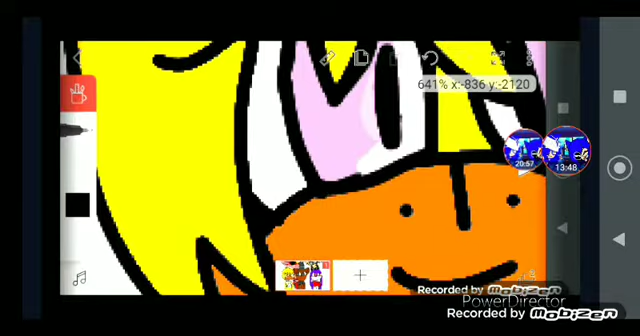 641% x:-836 y:-2120
20:57
13:48
Recorded by Mobizen
PowerDirector
Recorded by Mobizen